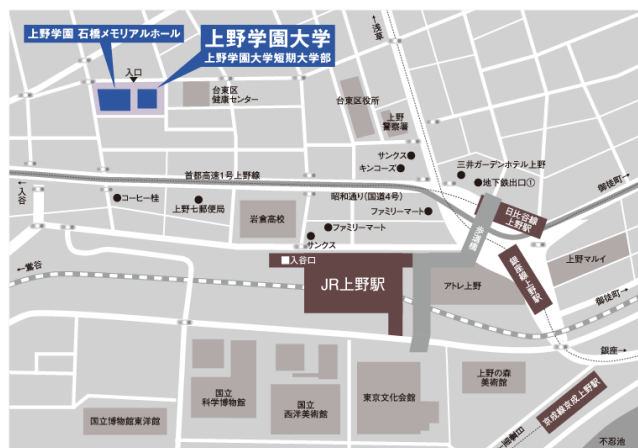 上野学園 石橋メモリアルホール
上野学園大学
上野学園大学短期大学部
入口
台東区
健康センター
台東区役所
上野
警察署
←浅草
サンクス
キンコーズ
三井ガーデンホテル上野
地下鉄出口①
首都高速1号上野線
←入谷
コーヒー桂
上野七郵便局
昭和通り(国道4号)
ファミリーマート
日比谷線
上野駅
御徒町→
岩倉高校
ファミリーマート
サンクス
歩道橋
←鶯谷
入谷口
JR上野駅
アトレ上野
銀座線上野駅
上野マルイ
御徒町→
銀座→
国立
科学博物館
国立
西洋美術館
東京文化会館
上野の森
美術館
京成線京成上野駅
国立博物館東洋館
不忍池